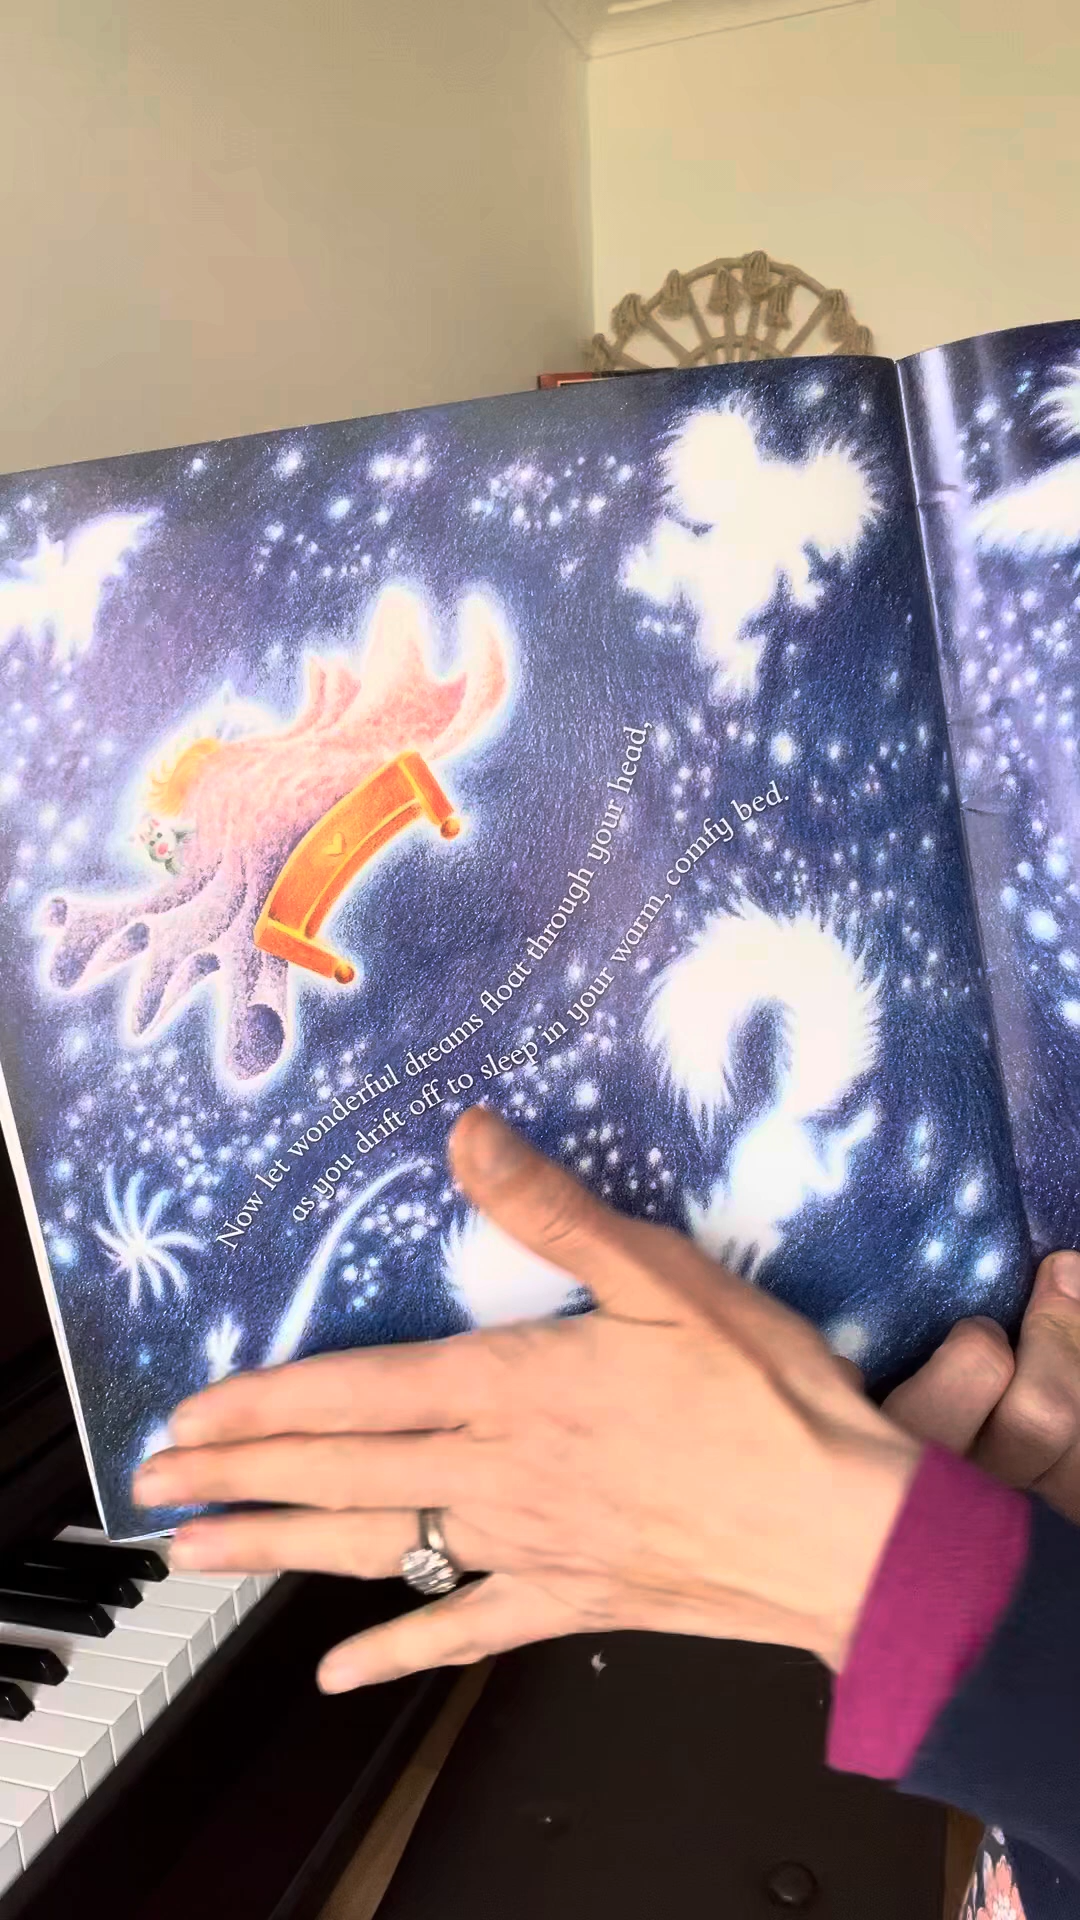 Now let wonderful dreams float through your head,
as you drift off to sleep in your warm, comfy bed.